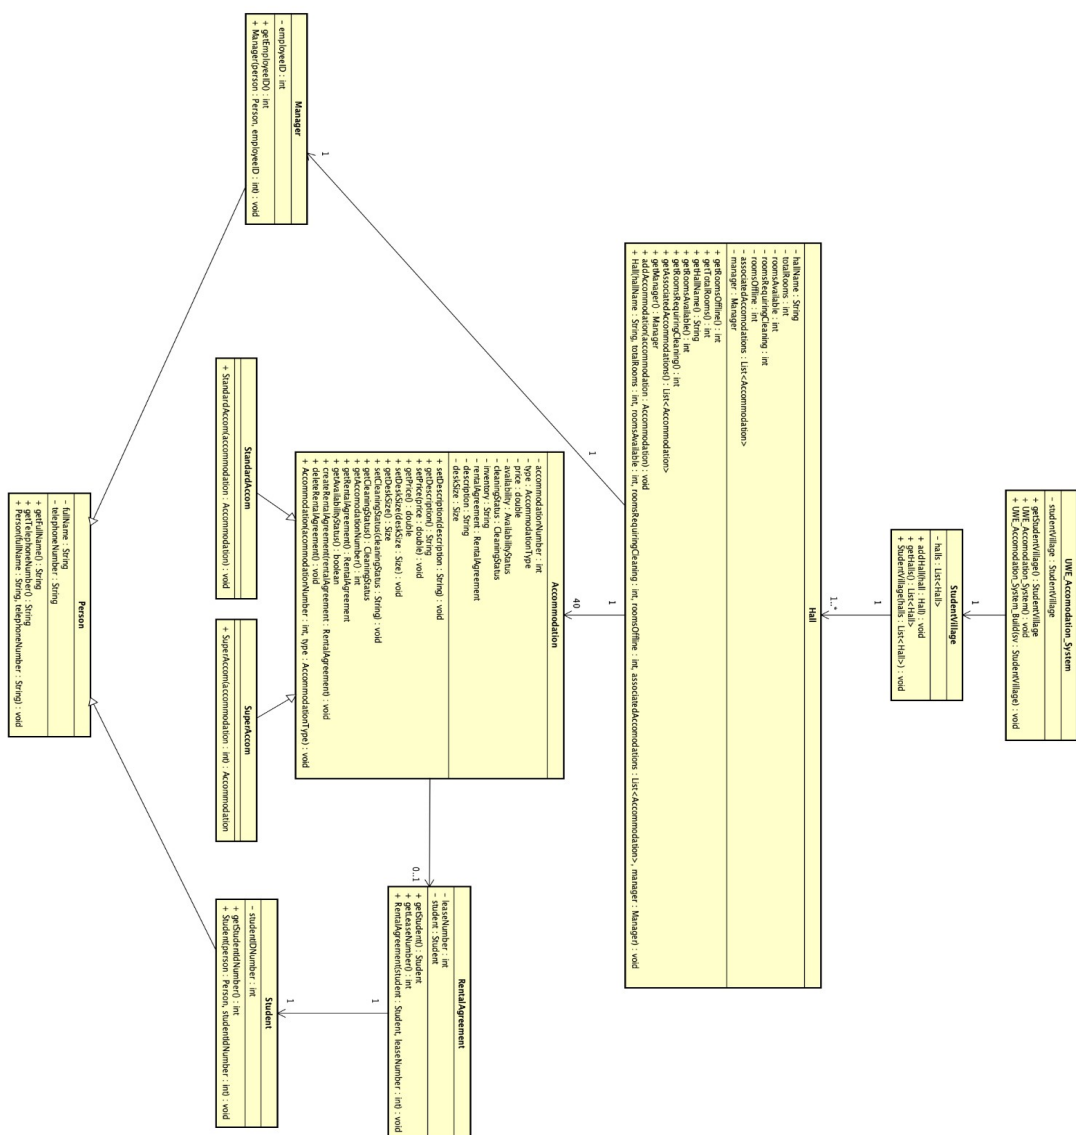 UWE_Accomodation_System
- studentVillage : StudentVillage
+ getStudentVillage() : StudentVillage
+ UWE_Accomodation_System() : void
+ UWE_Accomodation_System_Build(sv : StudentVillage) : void
1
StudentVillage
- halls : List<Hall>
+ addHall(hall : Hall) : void
+ getHalls() : List<Hall>
+ StudentVillage(halls : List<Hall>) : void
1
1..*
Hall
- hallName : String
- totalRooms : int
- roomsAvailable : int
- roomsRequiringCleaning : int
- roomsOffline : int
- associatedAccomodations : List<Accommodation>
- manager : Manager
+ getRoomsOffline() : int
+ getTotalRooms() : int
+ getHallName() : String
+ getRoomsAvailable() : int
+ getRoomsRequiringCleaning() : int
+ getAssociatedAccommodations() : List<Accommodation>
+ getManager() : Manager
+ addAccommodation(accommodation : Accommodation) : void
+ Hall(hallName : String, totalRooms : int, roomsAvailable : int, roomsRequiringCleaning : int, roomsOffline : int, associatedAccomodations : List<Accommodation>, manager : Manager) : void
1
1
1
40
Manager
- employeeID : int
+ getEmployeeID() : int
+ Manager(person : Person, employeeID : int) : void
Accommodation
- accommodationNumber : int
- type : AccommodationType
- price : double
- availability : AvailabilityStatus
- cleaningStatus : CleaningStatus
- inventory : String
- rentalAgreement : RentalAgreement
- description : String
- deskSize : Size
+ setDescription(description : String) : void
+ getDescription() : String
+ setPrice(price : double) : void
+ getPrice() : double
+ setDeskSize(deskSize : Size) : void
+ getDeskSize() : Size
+ setCleaningStatus(cleaningStatus : String) : void
+ getCleaningStatus() : CleaningStatus
+ getAccomodationNumber() : int
+ getRentalAgreement() : RentalAgreement
+ getAvailabilityStatus() : boolean
+ createRentalAgreement(rentalAgreement : RentalAgreement) : void
+ deleteRentalAgreement() : void
+ Accommodation(accommodationNumber : int, type : AccommodationType) : void
0..1
RentalAgreement
- leaseNumber : int
- student : Student
+ getStudent() : Student
+ getLeaseNumber() : int
+ RentalAgreement(student : Student, leaseNumber : int) : void
1
1
StandardAccom
+ StandardAccom(accommodation : Accommodation) : void
SuperAccom
+ SuperAccom(accommodation : int) : Accommodation
Student
- studentIDNumber : int
+ getStudentIdNumber() : int
+ Student(person : Person, studentIdNumber : int) : void
Person
- fullName : String
- telephoneNumber : String
+ getFullName() : String
+ getTelephoneNumber() : String
+ Person(fullName : String, telephoneNumber : String) : void